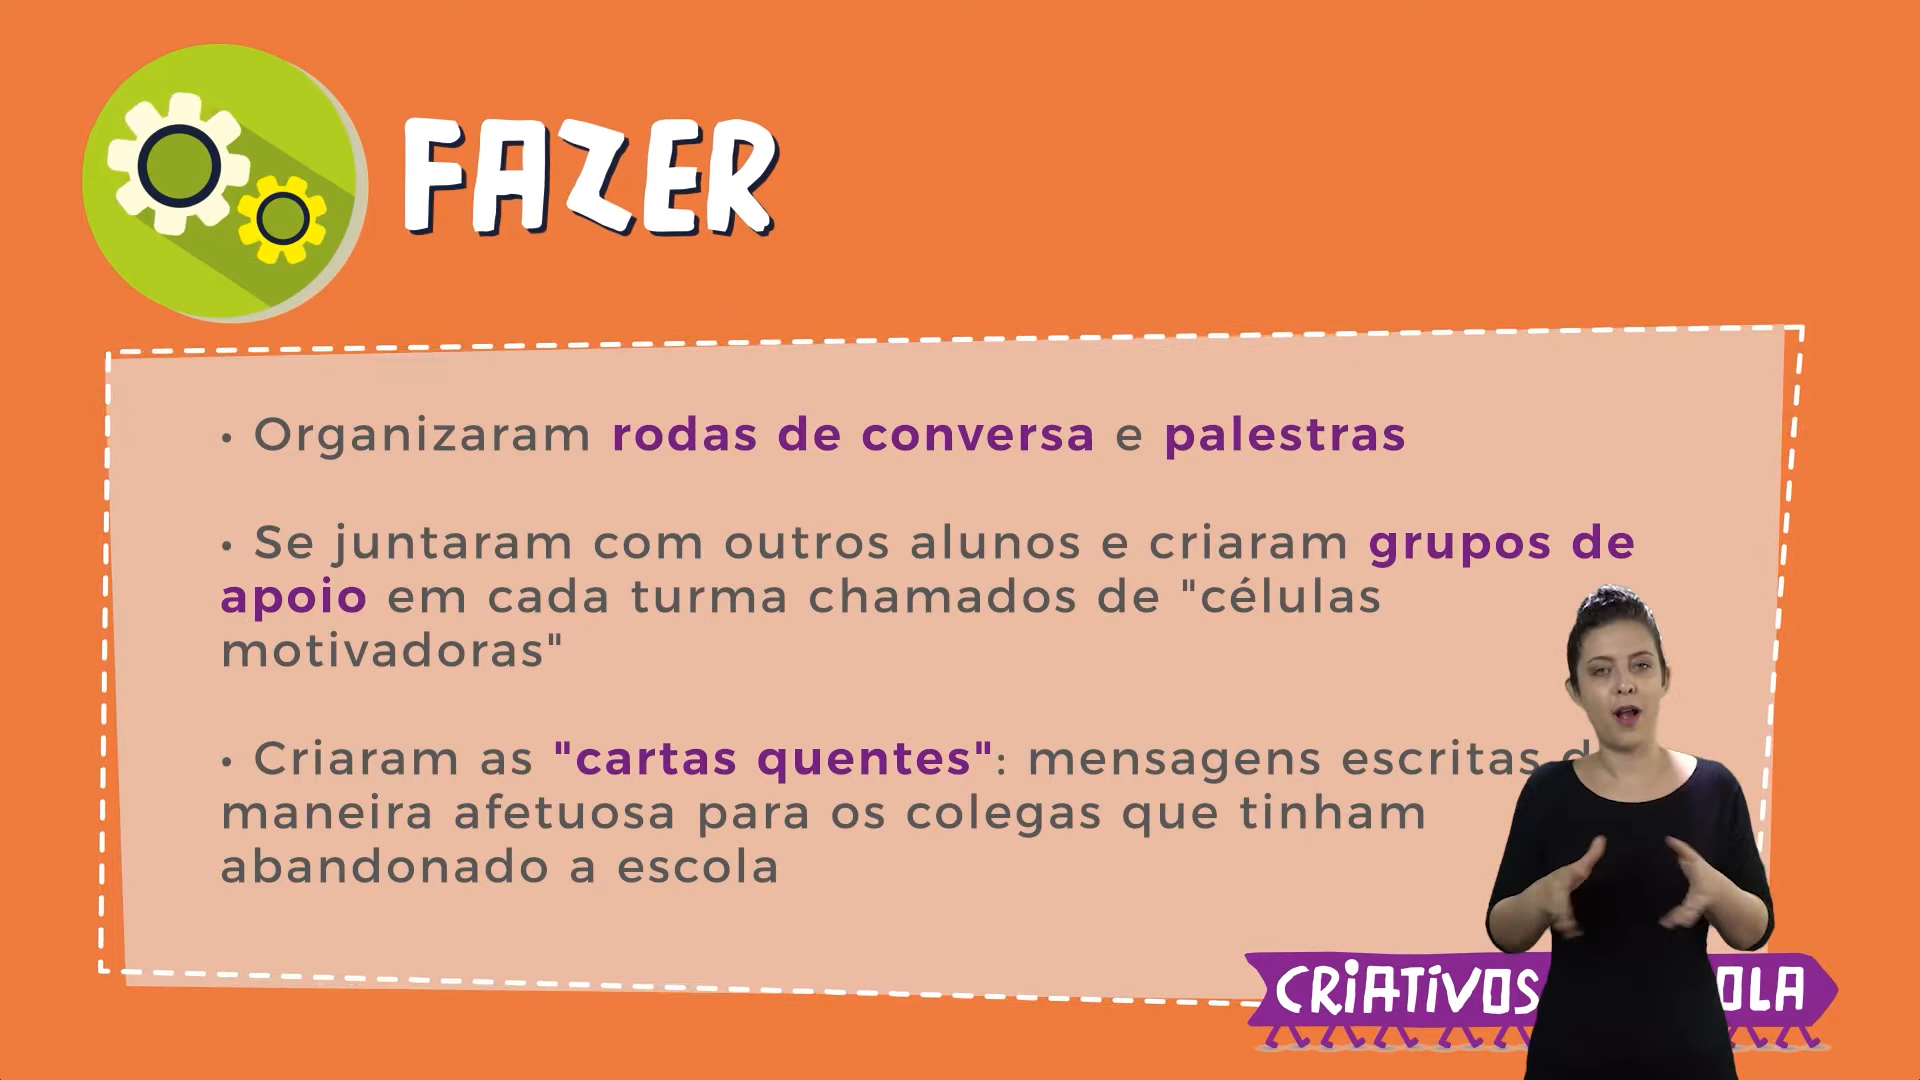 FAZER
• Organizaram rodas de conversa e palestras
• Se juntaram com outros alunos e criaram grupos de
apoio em cada turma chamados de "células
motivadoras"
• Criaram as "cartas quentes": mensagens escritas
maneira afetuosa para os colegas que tinham
abandonado a escola
CRIATIVOS